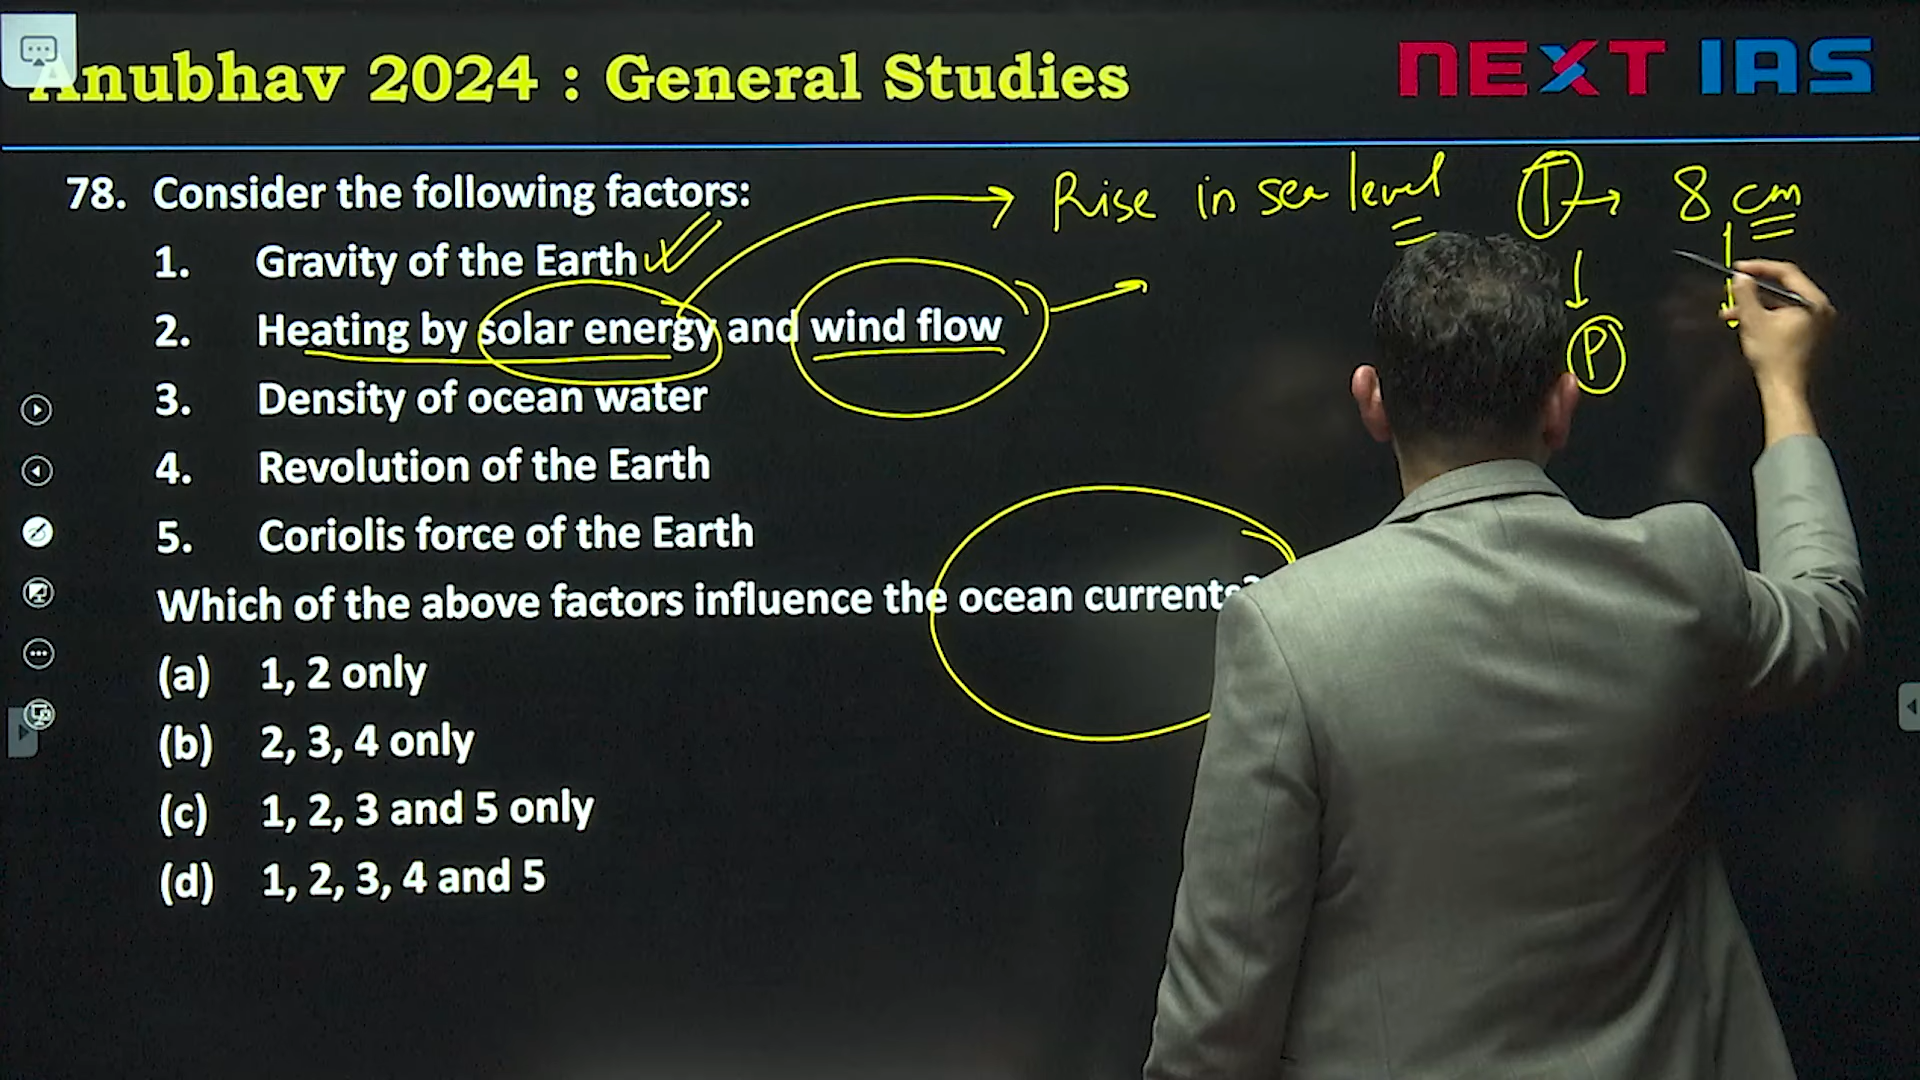 Anubhav 2024 : General Studies
NEXT IAS
78. Consider the following factors:
Rise in sea level T → 8 cm
1. Gravity of the Earth
2. Heating by solar energy and wind flow
P
3. Density of ocean water
4. Revolution of the Earth
5. Coriolis force of the Earth
Which of the above factors influence the ocean currents?
(a) 1, 2 only
(b) 2, 3, 4 only
(c) 1, 2, 3 and 5 only
(d) 1, 2, 3, 4 and 5